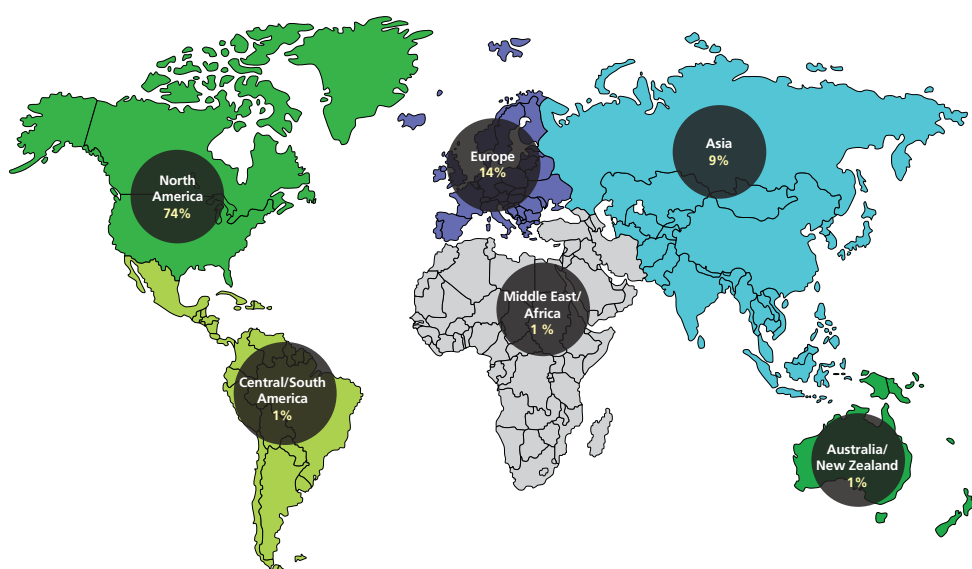 North
America
74%
Europe
14%
Asia
9%
Middle East/
Africa
1 %
Central/South
America
1%
Australia/
New Zealand
1%